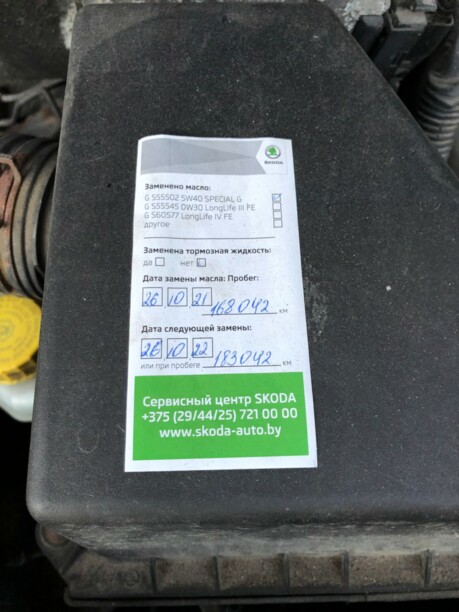 ŠKODA
Заменено масло:
G S55502 5W40 SPECIAL G
G S55545 0W30 LongLife III FE
G S60577 LongLife IV FE
другое
Заменена тормозная жидкость:
да нет
Дата замены масла: Пробег:
26 10 21 168042 км
Дата следующей замены:
26 10 22
или при пробеге 183042 км
Сервисный центр SKODA
+375 (29/44/25) 721 00 00
www.skoda-auto.by